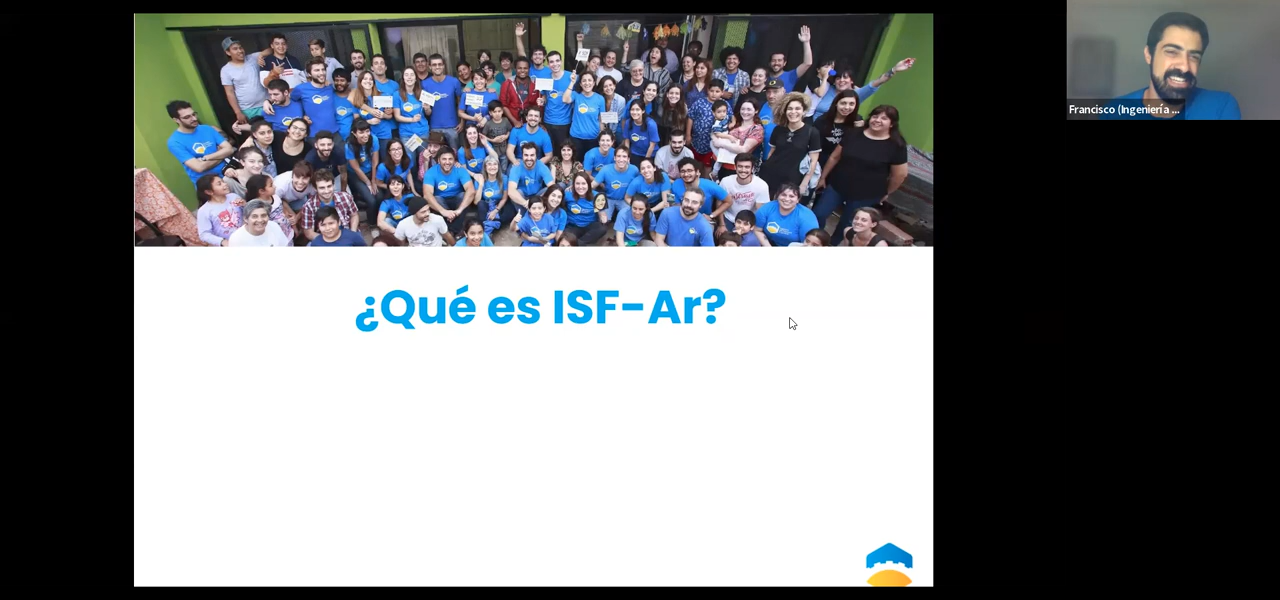 ¿Qué es ISF-Ar?
Francisco (Ingeniería ...